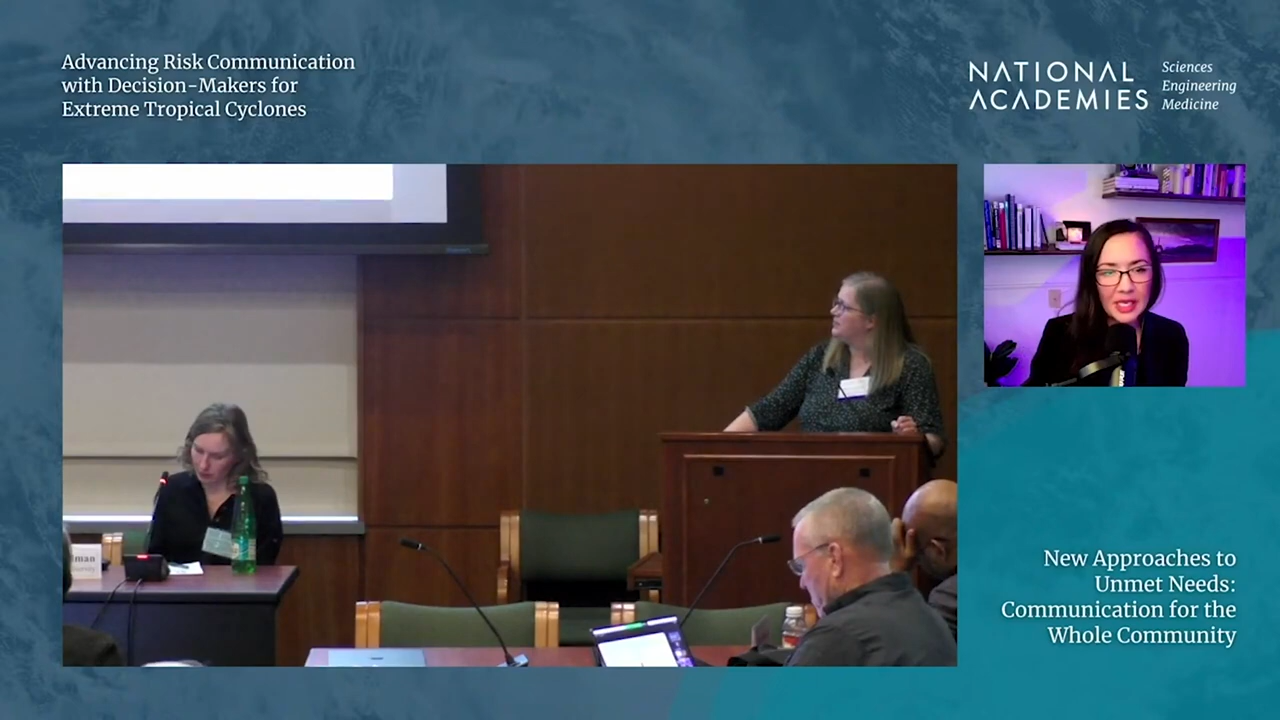 Advancing Risk Communication
with Decision-Makers for
Extreme Tropical Cyclones
NATIONAL
ACADEMIES
Sciences
Engineering
Medicine
New Approaches to
Unmet Needs:
Communication for the
Whole Community